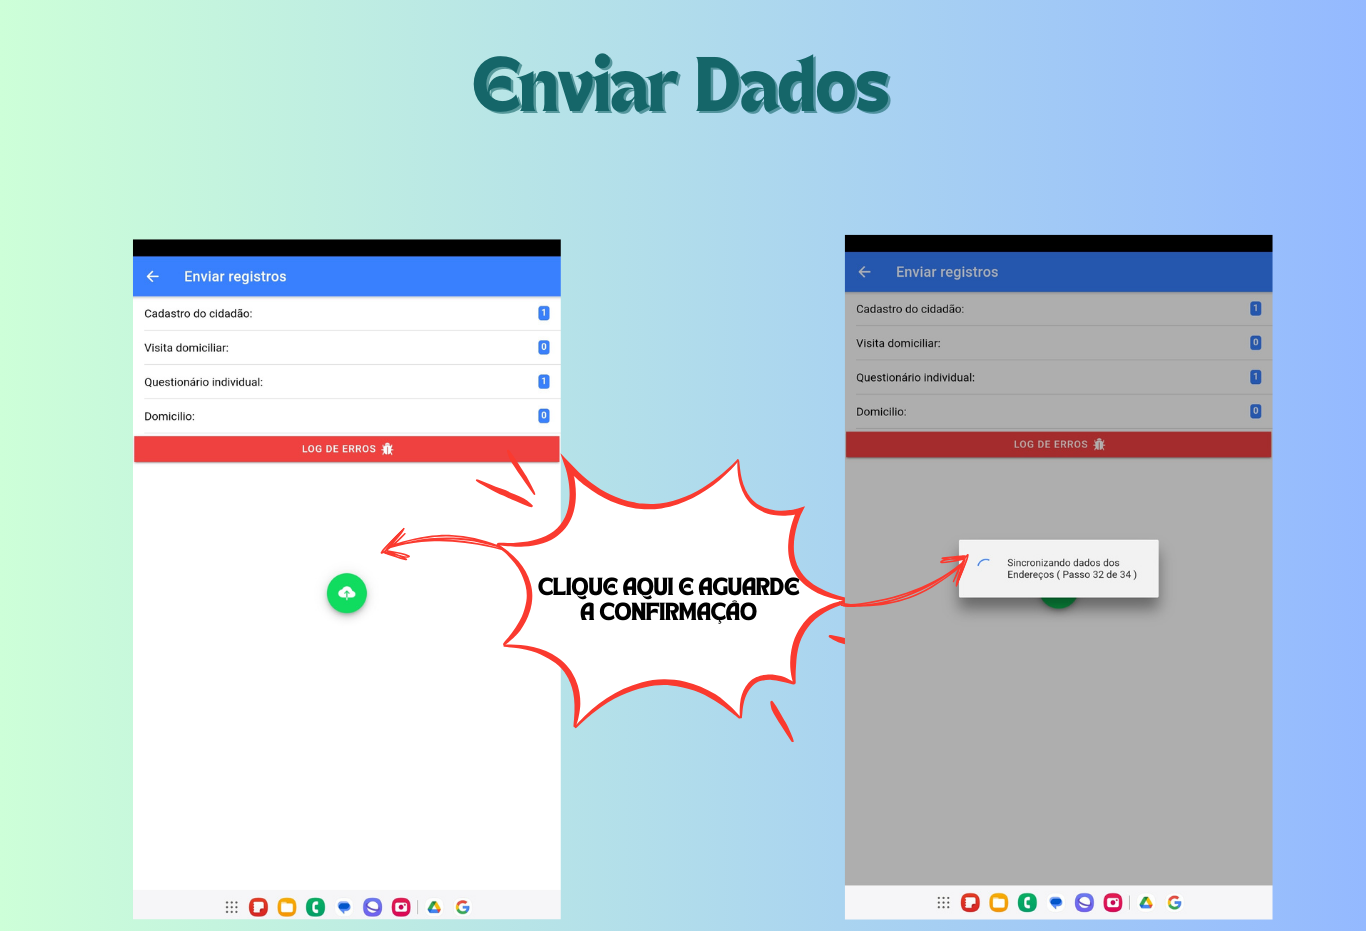 Enviar Dados
Enviar registros
Cadastro do cidadão: 1
Visita domiciliar: 0
Questionário individual: 1
Domicilio: 0
LOG DE ERROS
CLIQUE AQUI E AGUARDE
A CONFIRMAÇÃO
Enviar registros
Cadastro do cidadão: 1
Visita domiciliar: 0
Questionário individual: 1
Domicilio: 0
LOG DE ERROS
Sincronizando dados dos
Endereços ( Passo 32 de 34 )